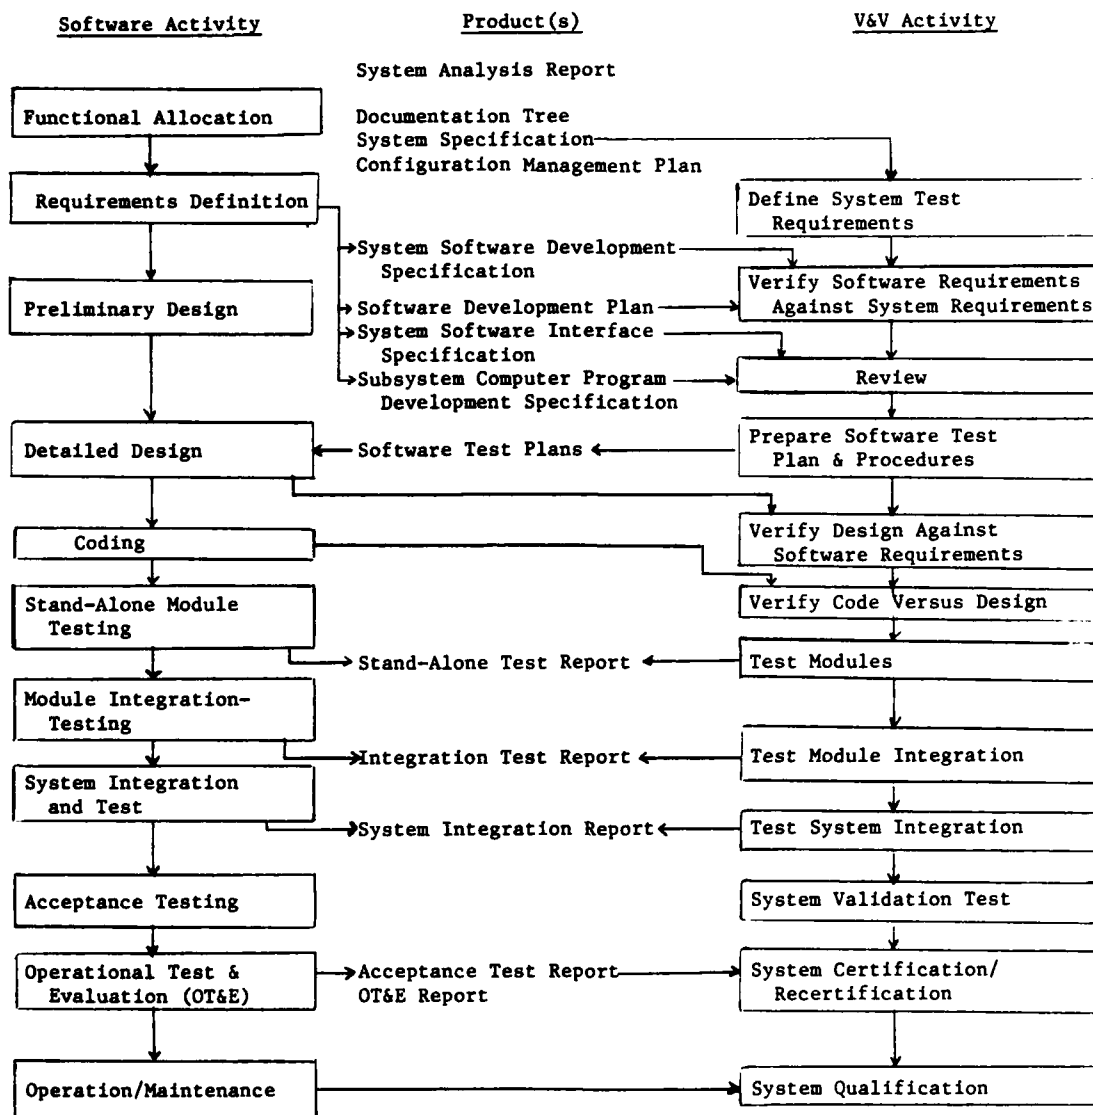 Software Activity
Product(s)
V&V Activity
System Analysis Report
Functional Allocation
Documentation Tree
System Specification
Configuration Management Plan
Requirements Definition
Define System Test
Requirements
System Software Development
Specification
Verify Software Requirements
Against System Requirements
Preliminary Design
Software Development Plan
System Software Interface
Specification
Subsystem Computer Program
Development Specification
Review
Detailed Design
Software Test Plans
Prepare Software Test
Plan & Procedures
Coding
Verify Design Against
Software Requirements
Stand-Alone Module
Testing
Verify Code Versus Design
Stand-Alone Test Report
Test Modules
Module Integration-
Testing
Integration Test Report
Test Module Integration
System Integration
and Test
System Integration Report
Test System Integration
Acceptance Testing
System Validation Test
Operational Test &
Evaluation (OT&E)
Acceptance Test Report
OT&E Report
System Certification/
Recertification
Operation/Maintenance
System Qualification